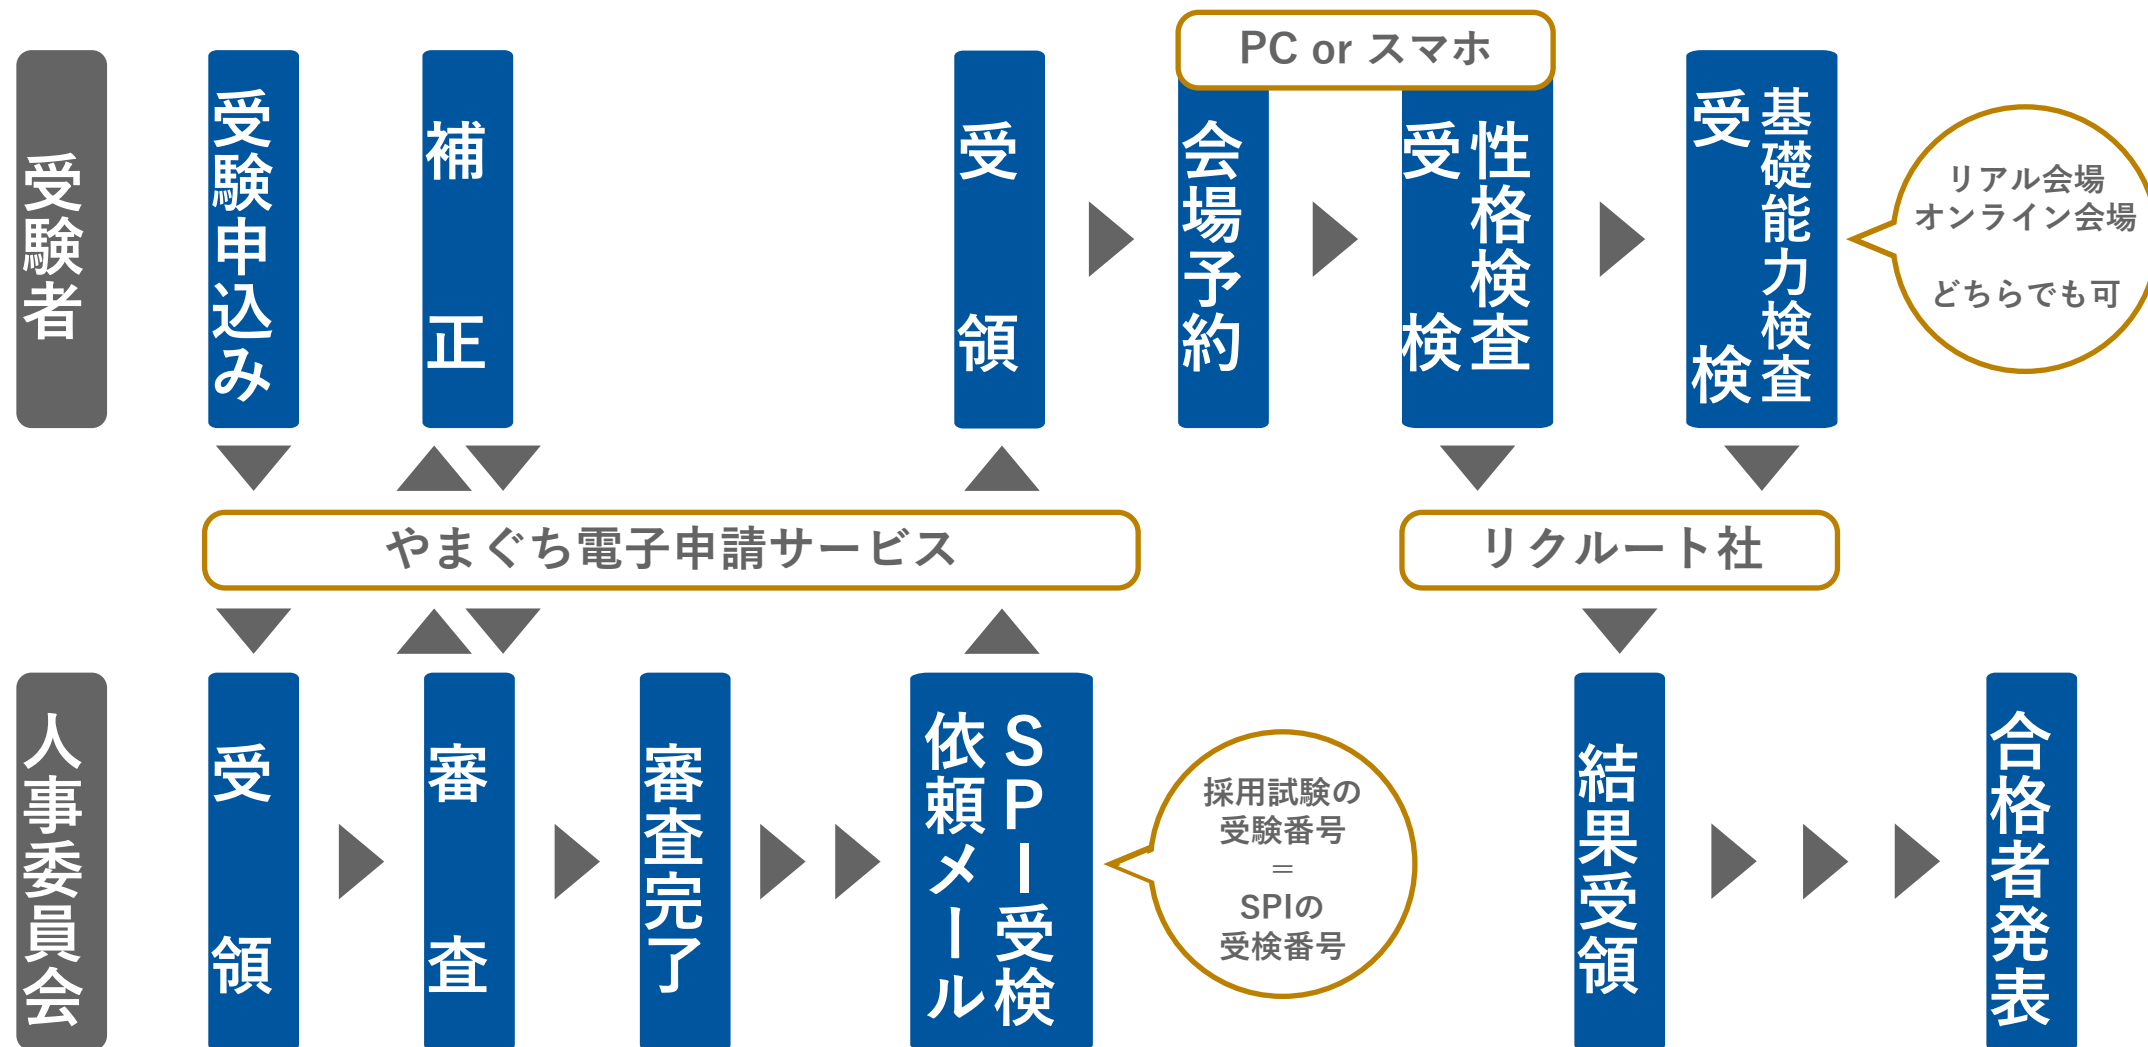 受験者
受験申込み
補正
受領
PC or スマホ
会場予約
性格検査
受検
基礎能力検査
受検
リアル会場
オンライン会場
どちらでも可
やまぐち電子申請サービス
リクルート社
人事委員会
受領
審査
審査完了
SPI受検
依頼メール
採用試験の
受験番号
＝
SPIの
受検番号
結果受領
合格者発表